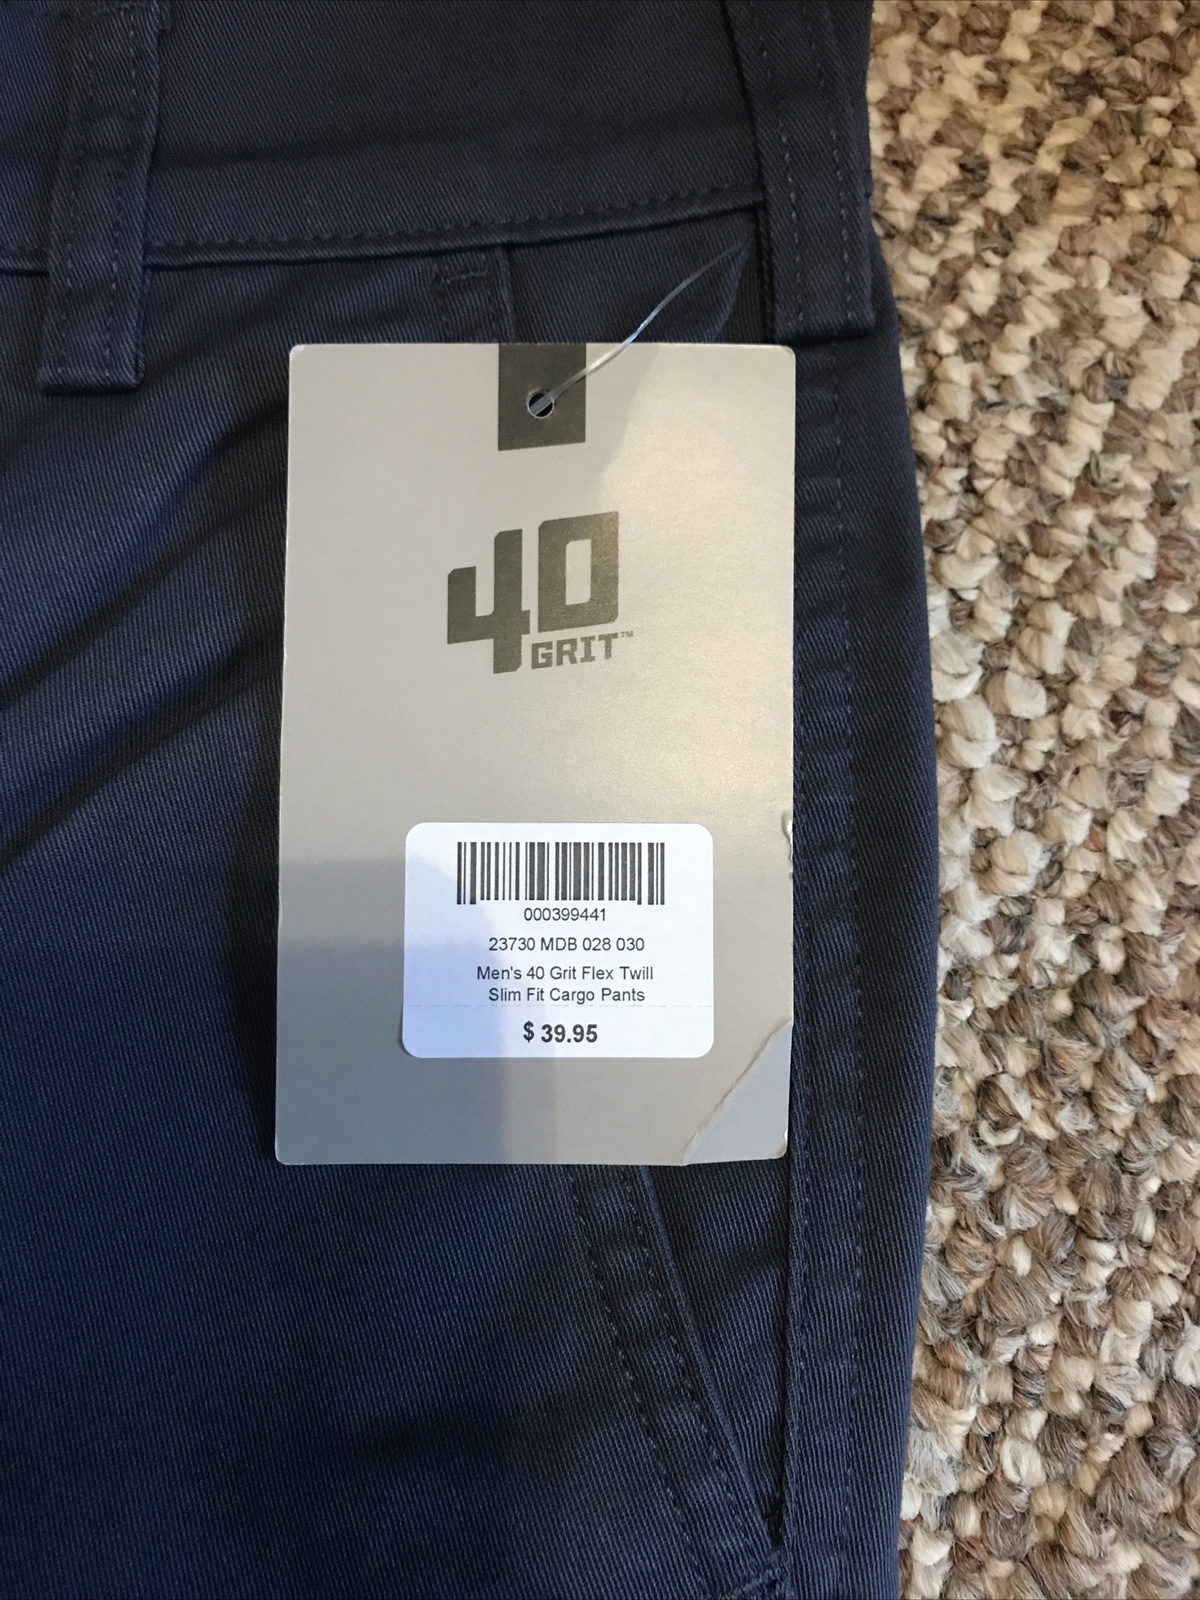 40
GRIT™
000399441
23730 MDB 028 030
Men's 40 Grit Flex Twill
Slim Fit Cargo Pants
$ 39.95